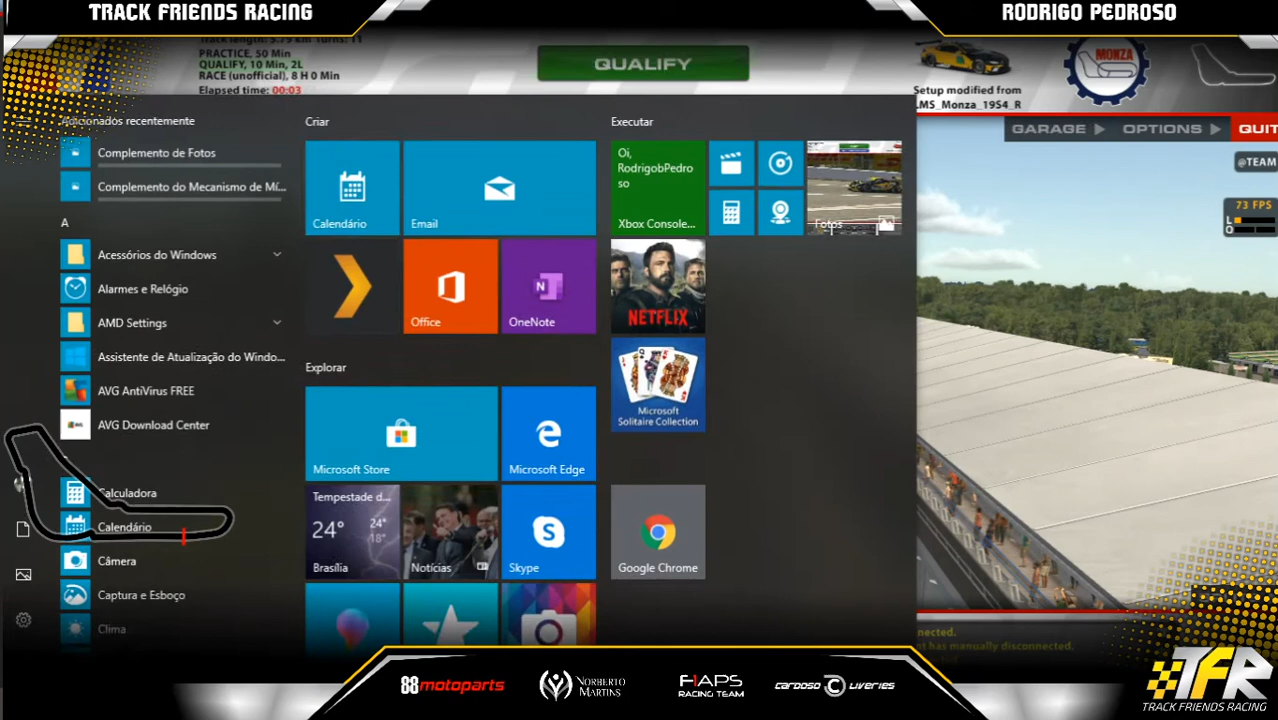 TRACK FRIENDS RACING
RODRIGO PEDROSO
PRACTICE, 50 Min
QUALIFY, 10 Min, 2L
RACE (unofficial), 8 H 0 Min
Elapsed time: 00:03
QUALIFY
MONZA
Setup modified from
LMS_Monza_19S4_R
GARAGE
OPTIONS
QUIT
@TEAM
73 FPS
L
Q
Adicionados recentemente
Complemento de Fotos
Complemento do Mecanismo de Mí...
A
Acessórios do Windows
Alarmes e Relógio
AMD Settings
Assistente de Atualização do Windo...
AVG AntiVirus FREE
AVG Download Center
Calculadora
Calendário
Câmera
Captura e Esboço
Clima
Criar
Calendário
Email
Office
OneNote
Explorar
Microsoft Store
Microsoft Edge
Tempestade d...
24°
24°
18°
Brasília
Notícias
Skype
Executar
Oi,
RodrigobPedro
so
Xbox Console...
Fotos
NETFLIX
Microsoft
Solitaire Collection
Google Chrome
nected.
has manually disconnected.
88motoparts
NORBERTO
MARTINS
F1APS
RACING TEAM
CARDOSO LIVERIES
TFR
TRACK FRIENDS RACING